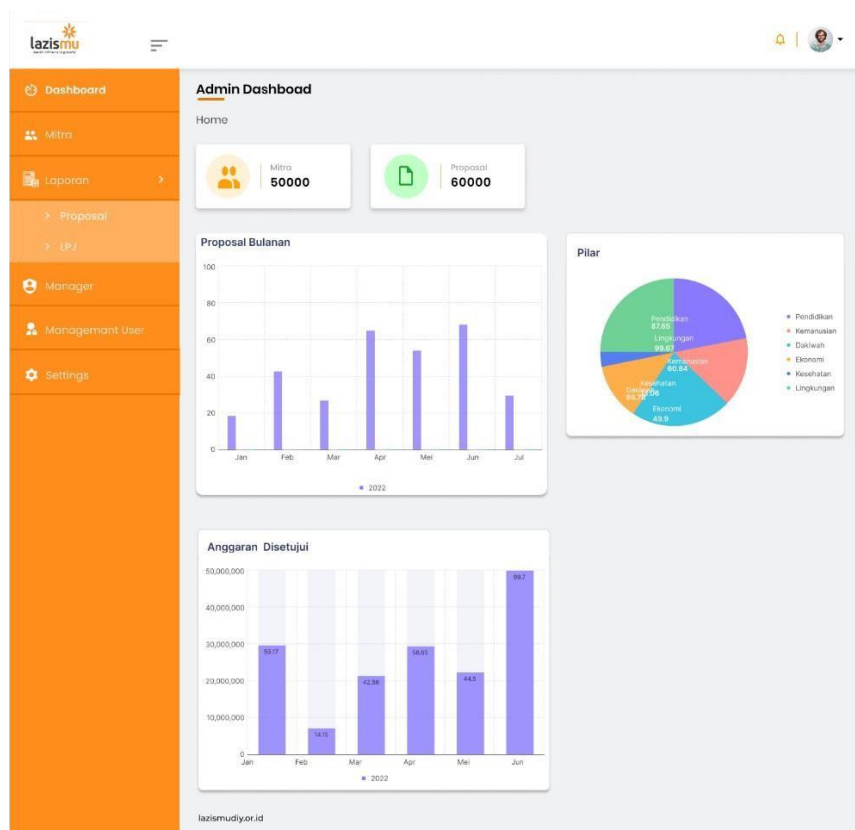 lazismu
Dashboard
Mitra
Laporan
Proposal
LPJ
Manager
Managemant User
Settings
Admin Dashboad
Home
Mitra
50000
Proposal
60000
Proposal Bulanan
100
80
60
40
20
0
Jan Feb Mar Apr Mei Jun Jul
2022
Pilar
Pendidikan
87.65
Lingkungan
99.87
Kemanusian
60.84
Kesehatan
Ekonomi
49.9
Pendidikan
Kemanusian
Dakwah
Ekonomi
Kesehatan
Lingkungan
Anggaran Disetujui
50,000,000
40,000,000
30,000,000
20,000,000
10,000,000
0
53.17
14.15
42.98
58.85
44.5
99.7
Jan Feb Mar Apr Mei Jun
2022
lazismudiy.or.id